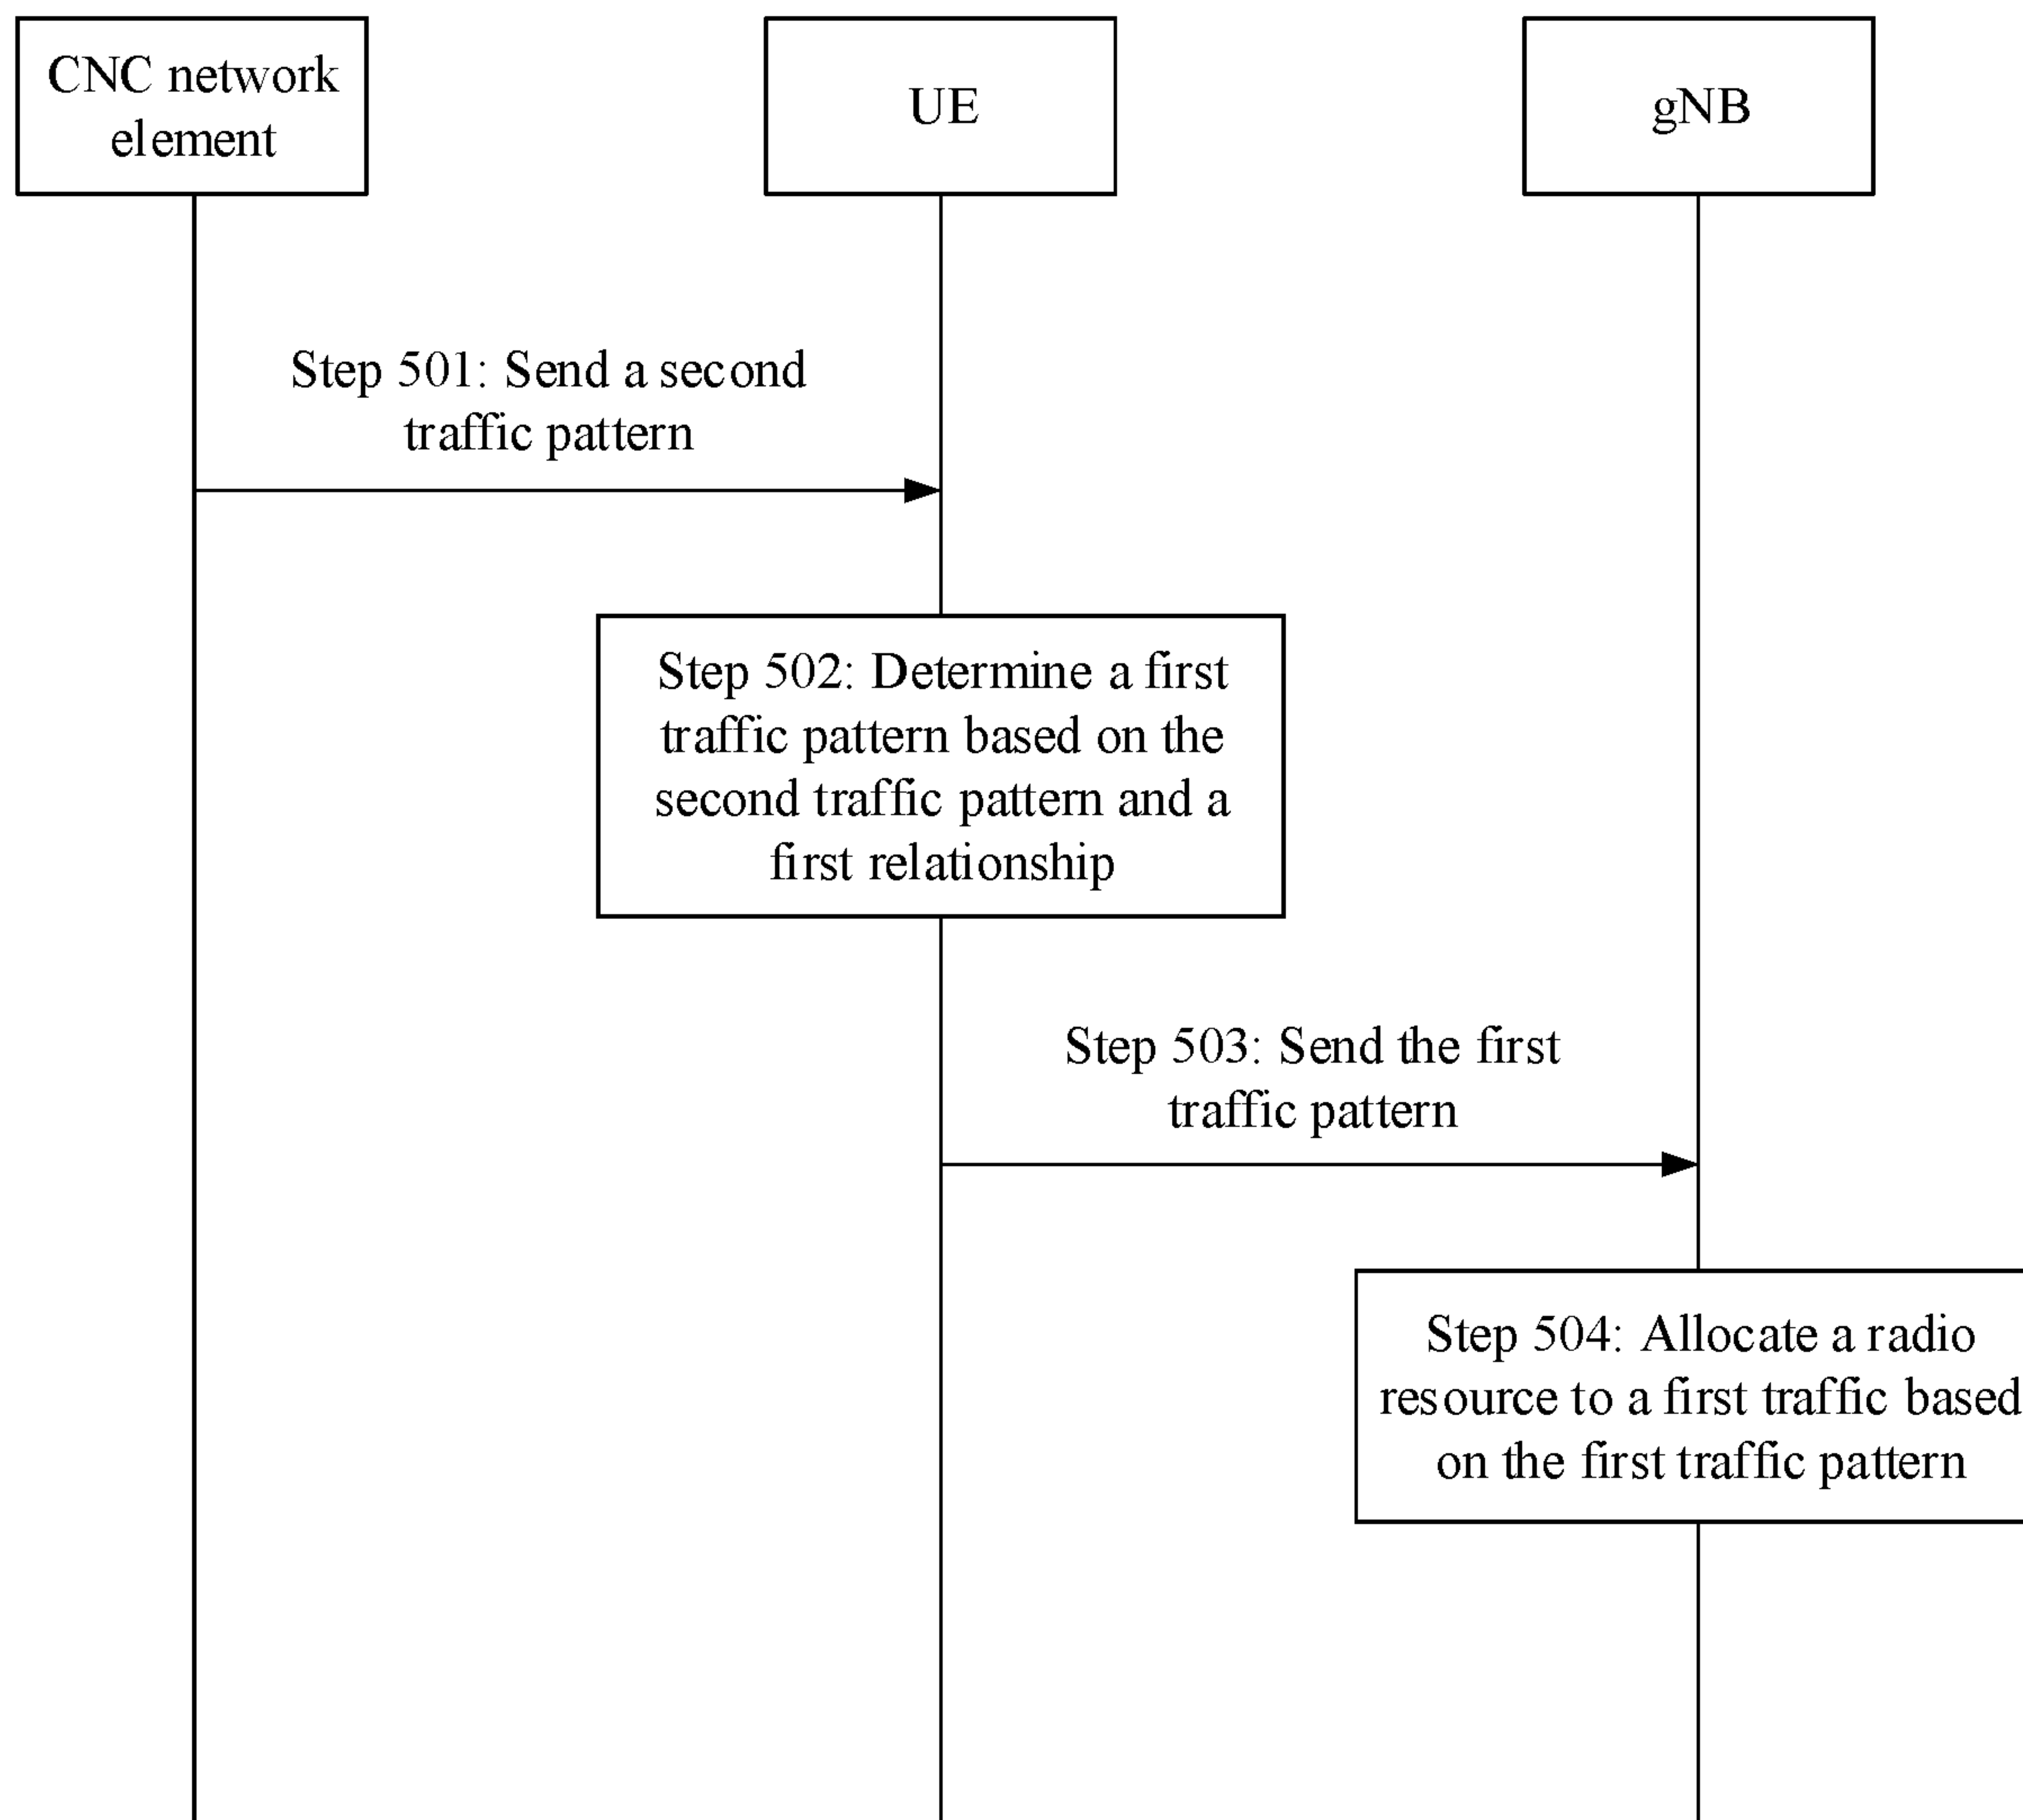 CNC network
element
UE
gNB
Step 501: Send a second
traffic pattern
Step 502: Determine a first
traffic pattern based on the
second traffic pattern and a
first relationship
Step 503: Send the first
traffic pattern
Step 504: Allocate a radio
resource to a first traffic based
on the first traffic pattern